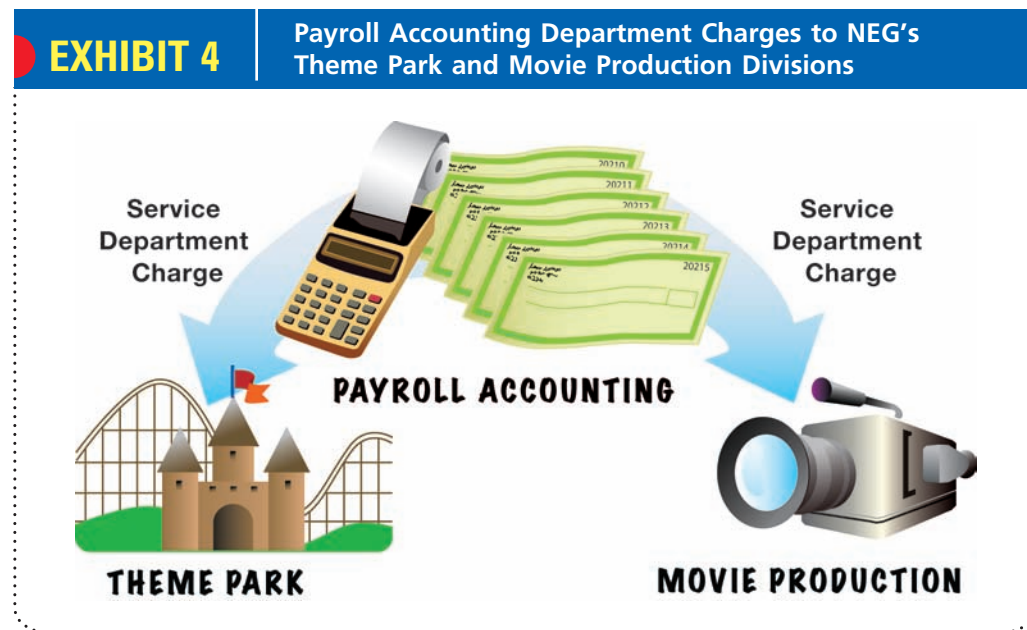 EXHIBIT 4
Payroll Accounting Department Charges to NEG's
Theme Park and Movie Production Divisions
Service
Department
Charge
Service
Department
Charge
20210
20211
20212
20213
20214
20215
PAYROLL ACCOUNTING
THEME PARK
MOVIE PRODUCTION